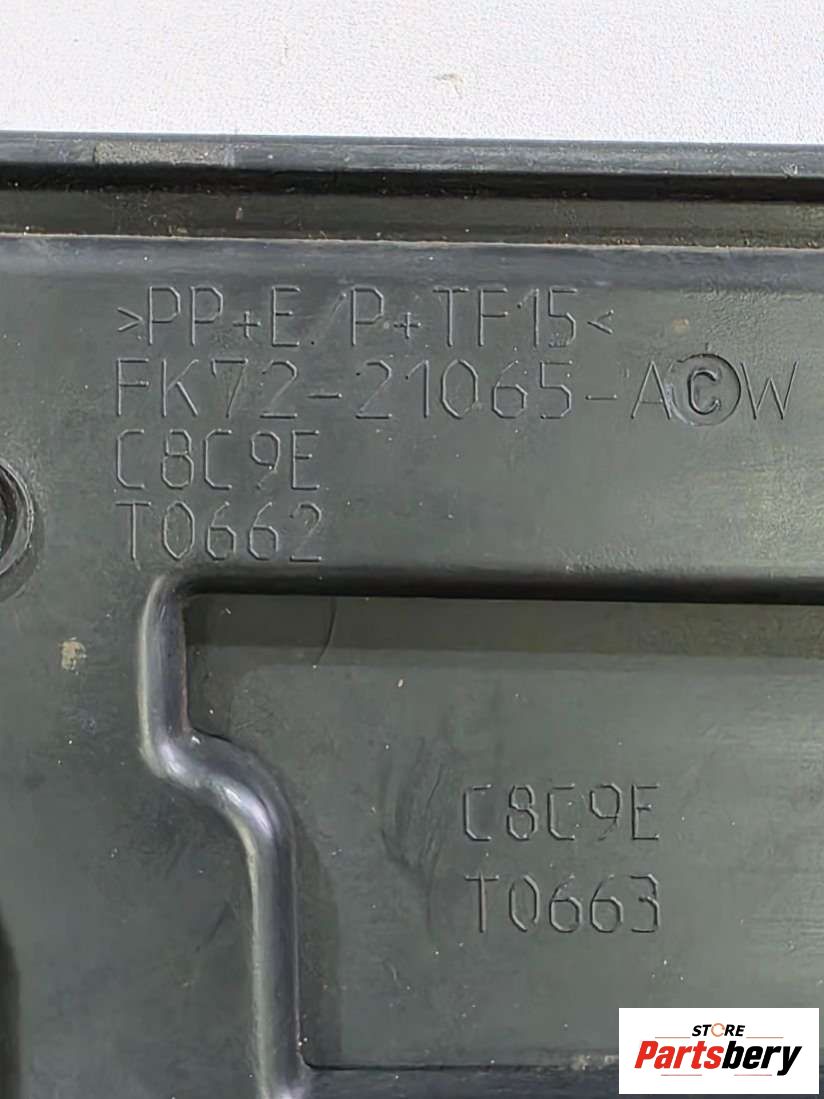 >PP+E/P+TF15<
FK72-21065-ACW
C8C9E
T0662
C8C9E
T0663
STORE
Partsbery